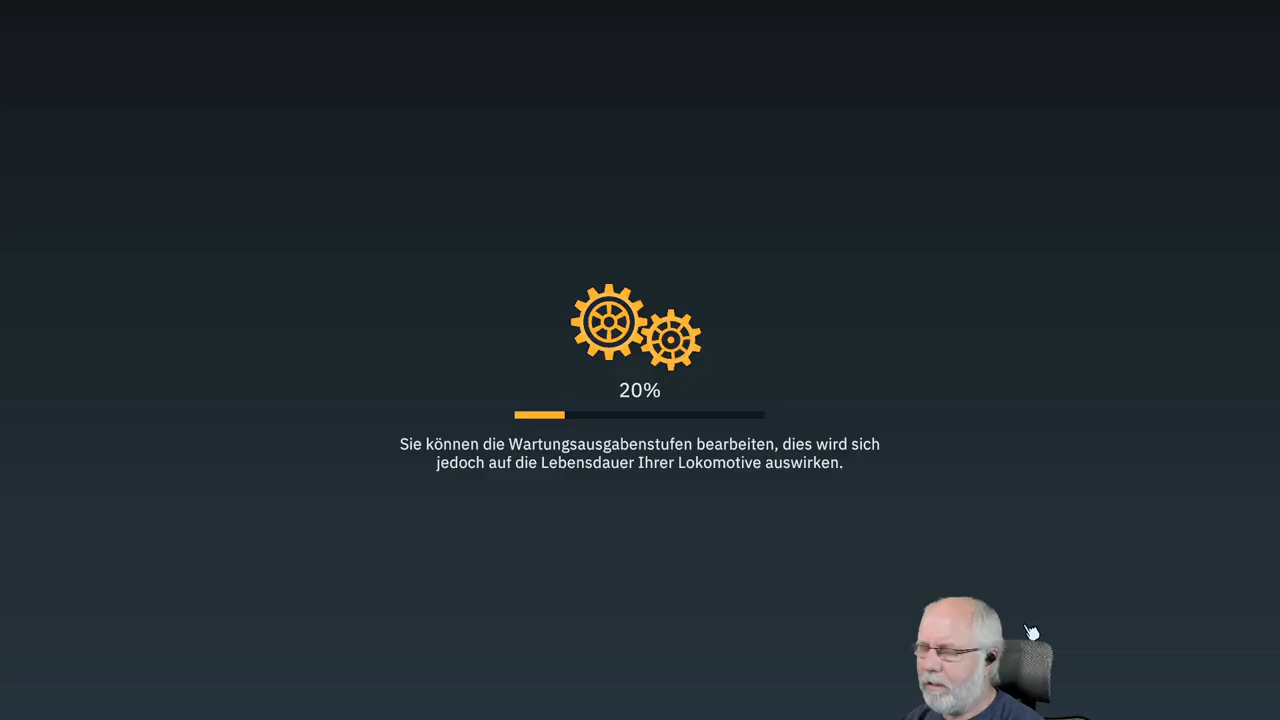 20%
Sie können die Wartungsausgabenstufen bearbeiten, dies wird sich
jedoch auf die Lebensdauer Ihrer Lokomotive auswirken.